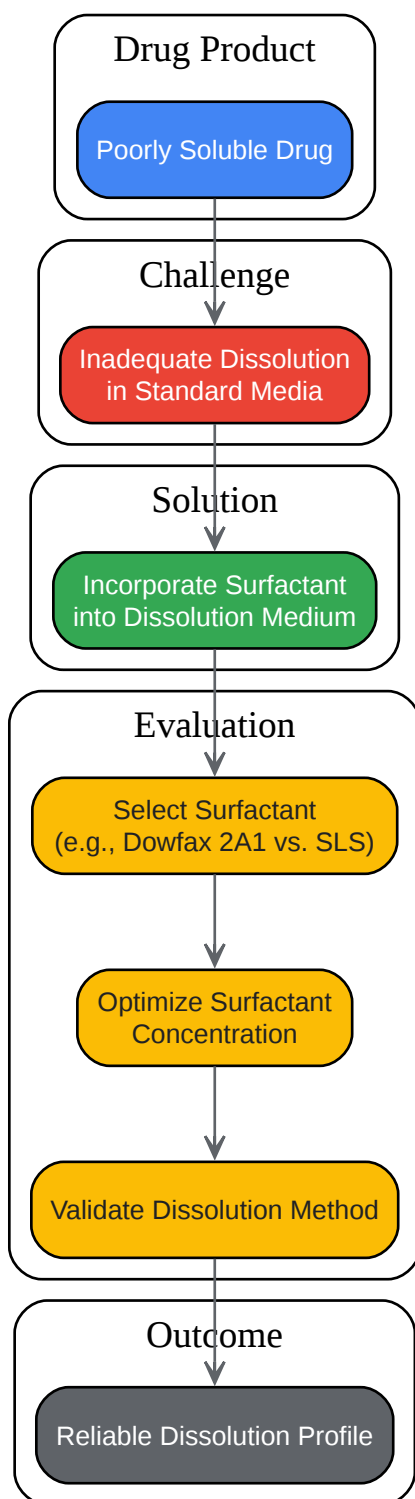 Drug Product
Poorly Soluble Drug
Challenge
Inadequate Dissolution
in Standard Media
Solution
Incorporate Surfactant
into Dissolution Medium
Evaluation
Select Surfactant
(e.g., Dowfax 2A1 vs. SLS)
Optimize Surfactant
Concentration
Validate Dissolution Method
Outcome
Reliable Dissolution Profile